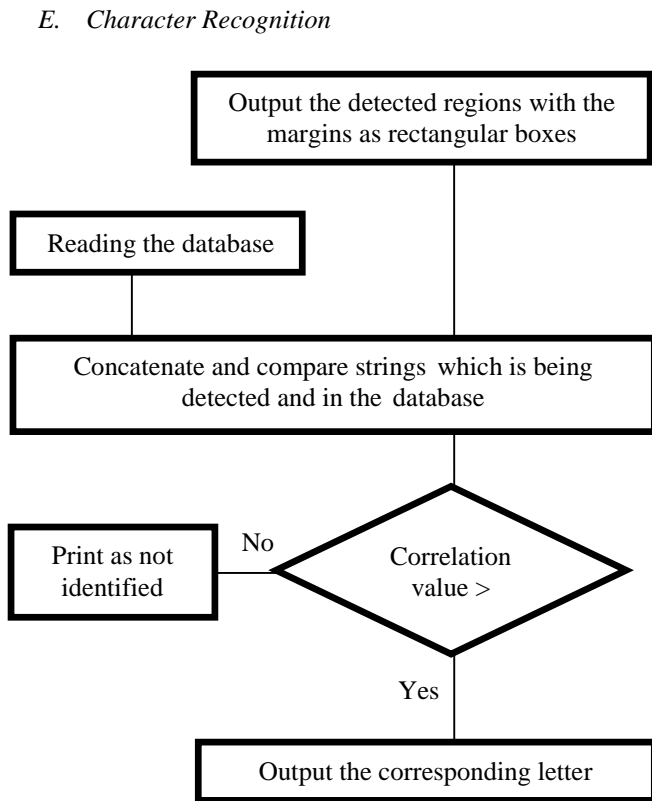 E. Character Recognition
Output the detected regions with the
margins as rectangular boxes
Reading the database
Concatenate and compare strings which is being
detected and in the database
Print as not
identified
No
Correlation
value >
Yes
Output the corresponding letter